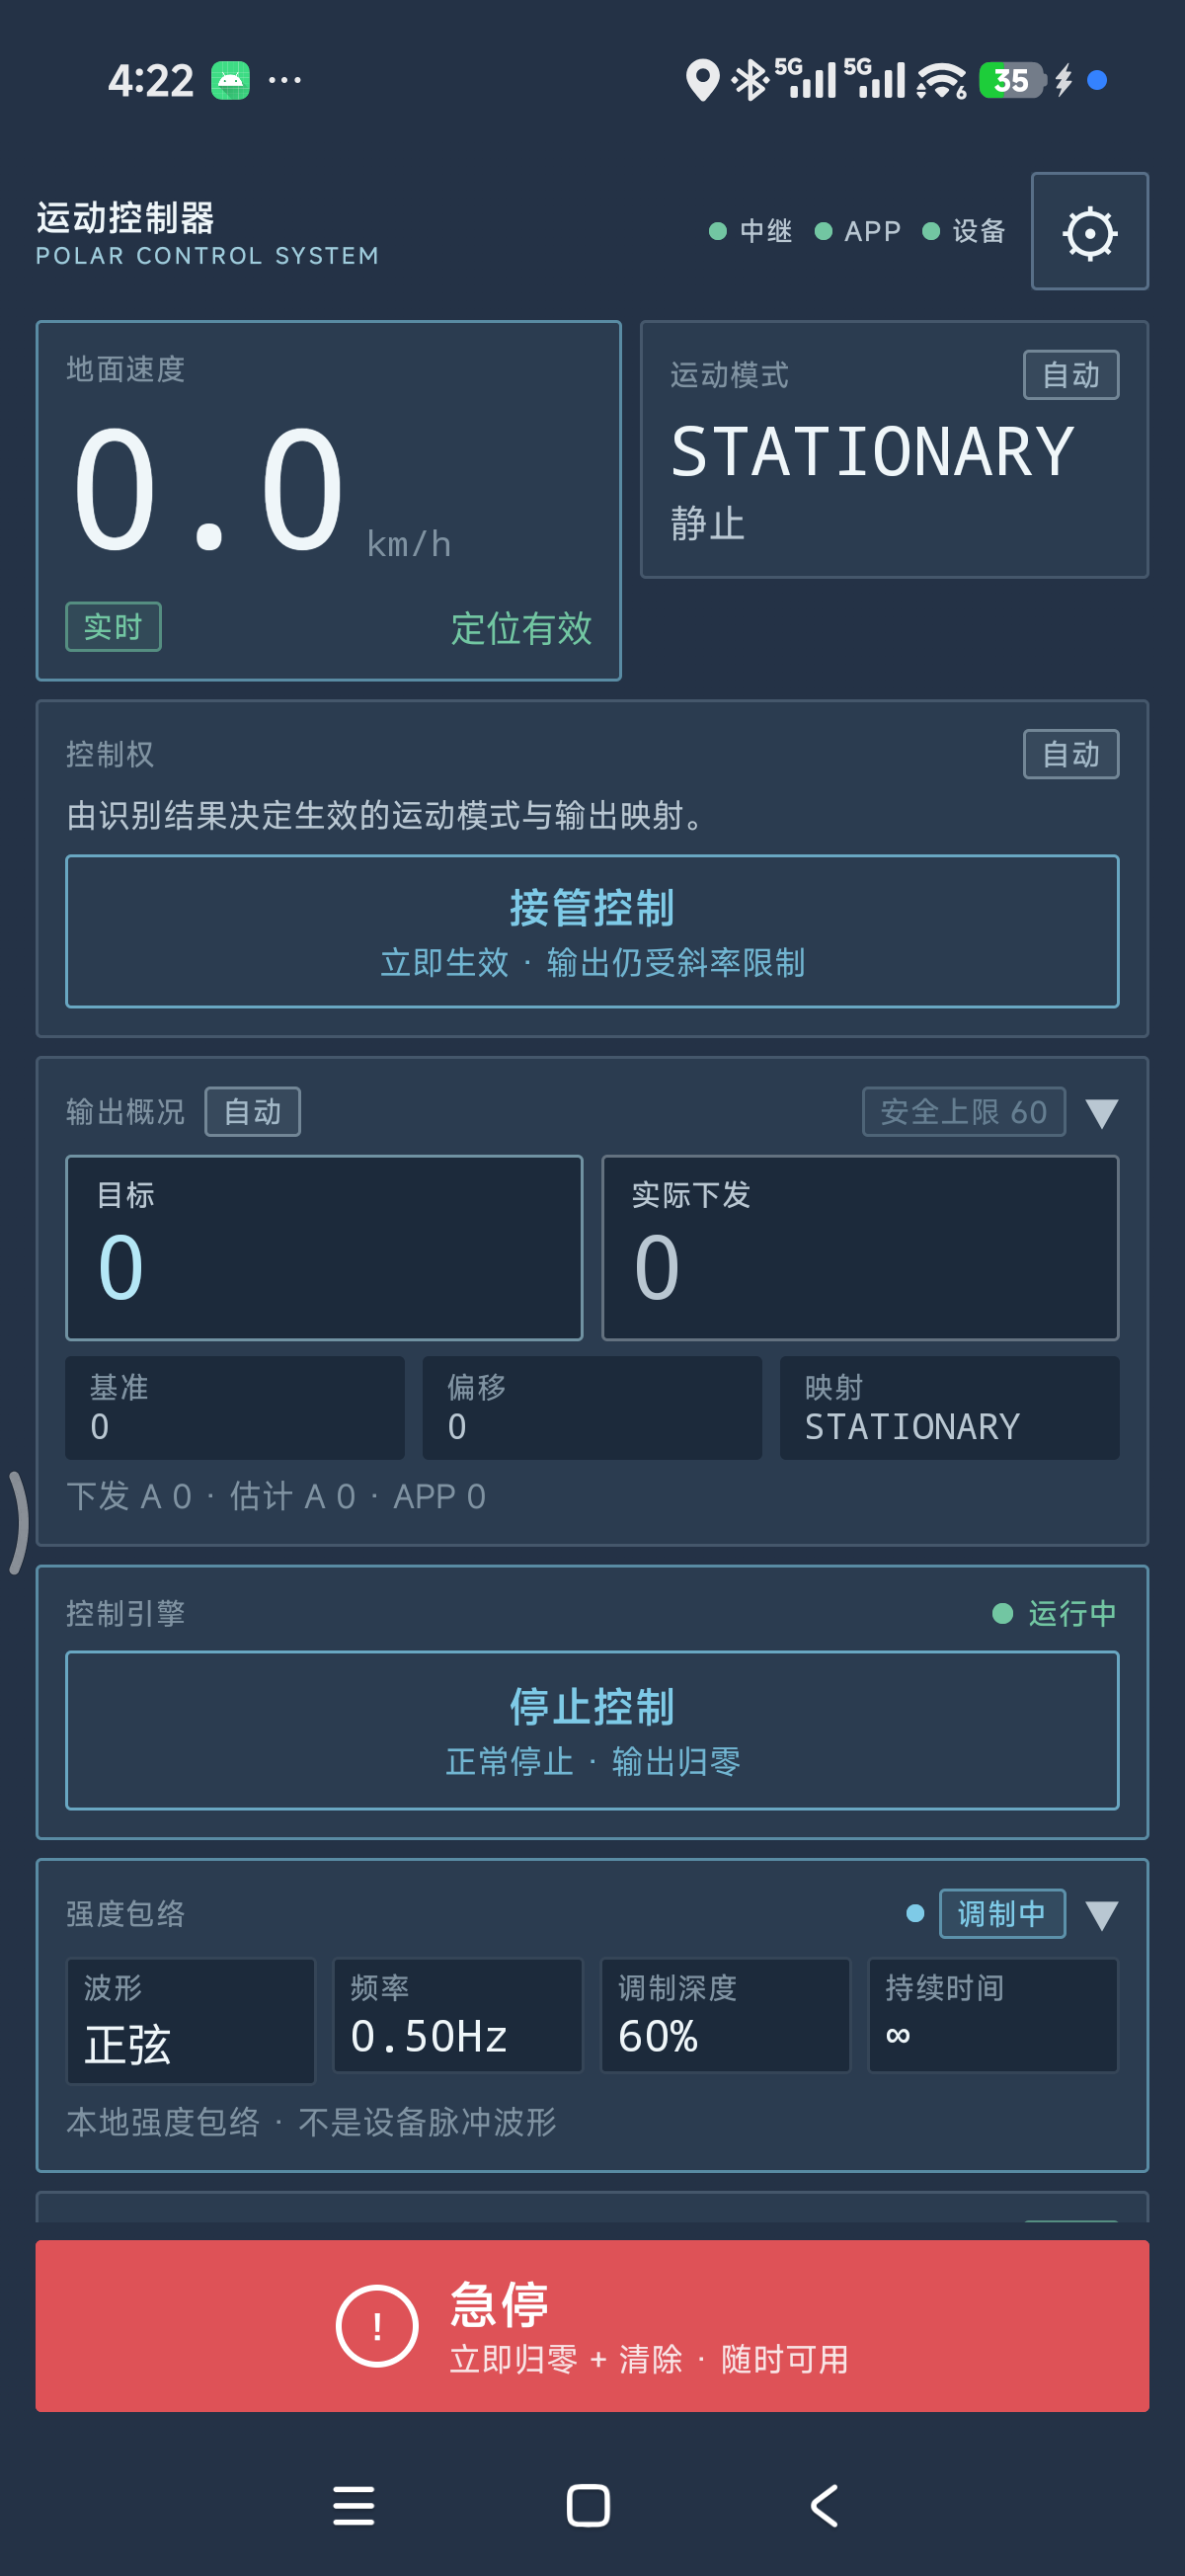 4:22 ··· 5G 5G 6 35
运动控制器
POLAR CONTROL SYSTEM
中继 APP 设备
地面速度
0.0 km/h
实时 定位有效
运动模式 自动
STATIONARY
静止
控制权 自动
由识别结果决定生效的运动模式与输出映射。
接管控制
立即生效 · 输出仍受斜率限制
输出概况 自动 安全上限 60
目标
0
实际下发
0
基准
0
偏移
0
映射
STATIONARY
下发 A 0 · 估计 A 0 · APP 0
控制引擎 运行中
停止控制
正常停止 · 输出归零
强度包络 调制中
波形
正弦
频率
0.50Hz
调制深度
60%
持续时间
∞
本地强度包络 · 不是设备脉冲波形
!
急停
立即归零 + 清除 · 随时可用